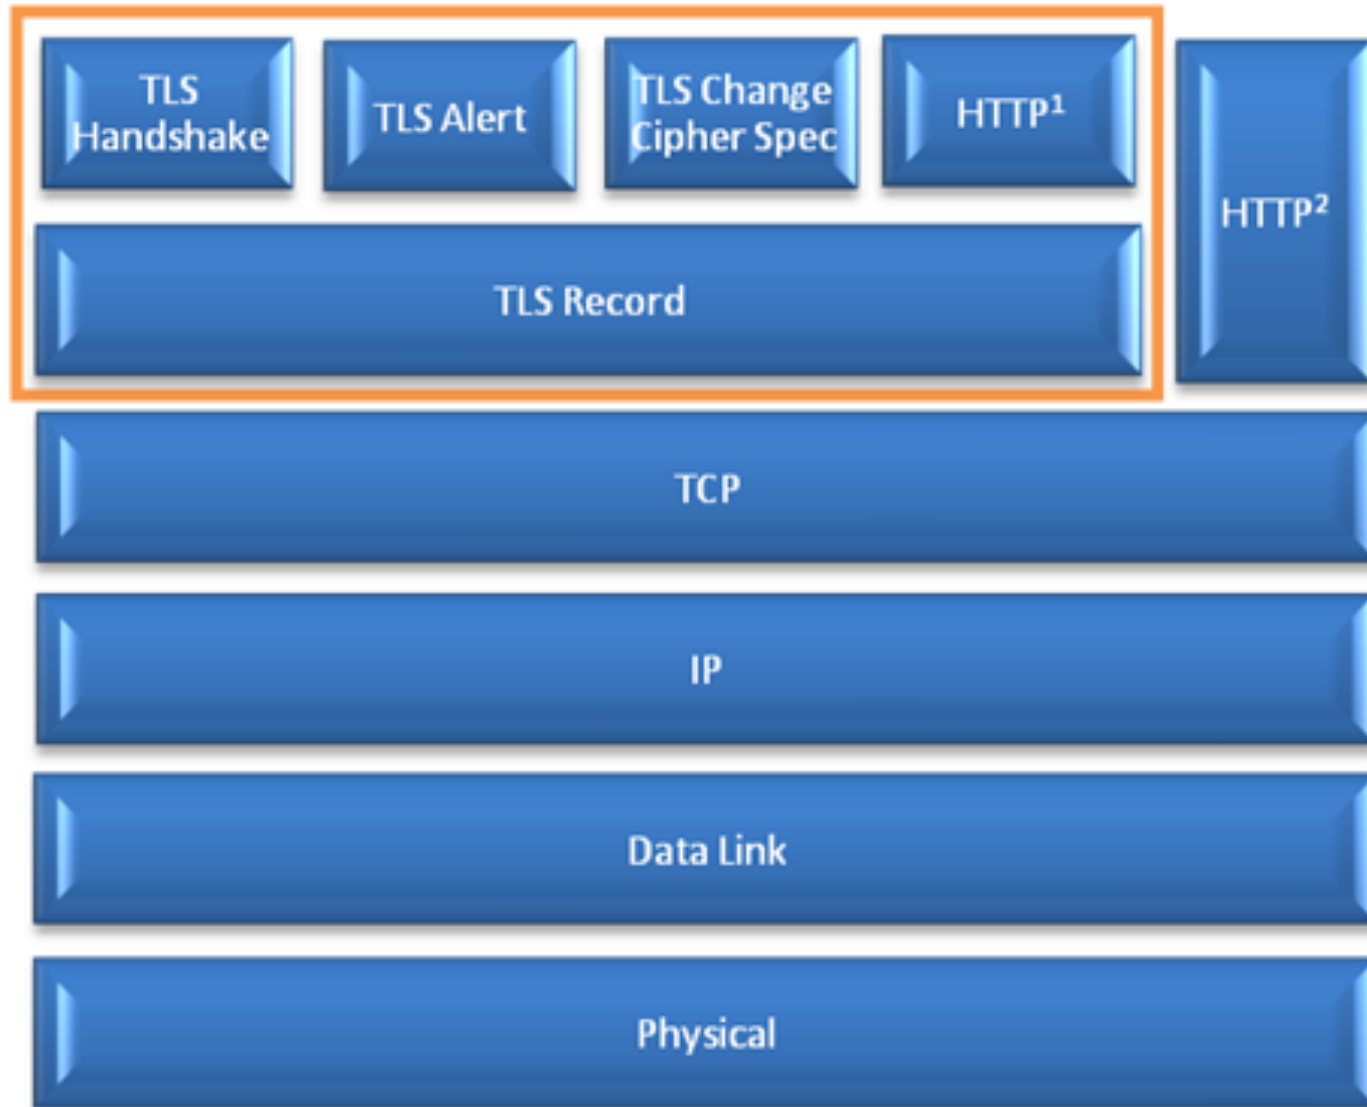 TLS
Handshake
TLS Alert
TLS Change
Cipher Spec
HTTP¹
HTTP²
TLS Record
TCP
IP
Data Link
Physical